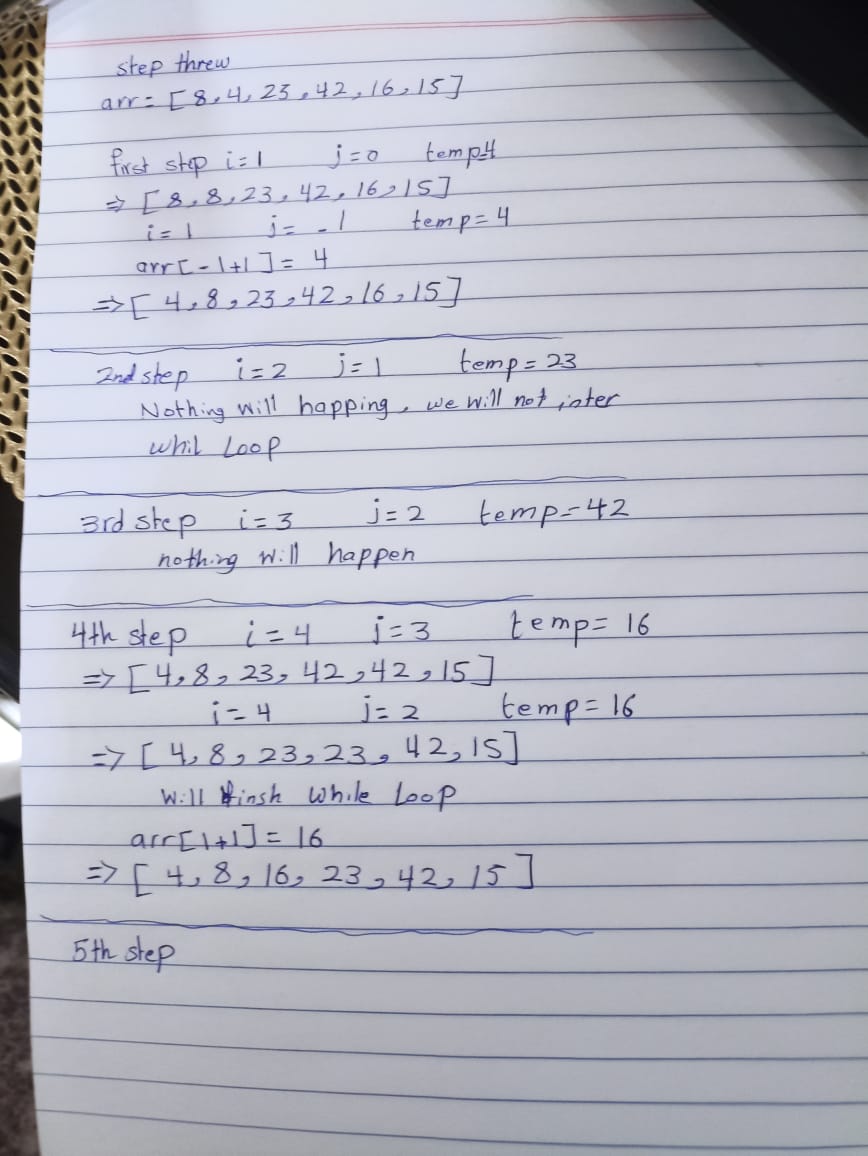 step threw
arr = [8,4,23,42,16,15]
first step i=1 j=0 temp=4
⇒ [8,8,23,42,16,15]
i=1 j=-1 temp=4
arr[-1+1]=4
⇒[4,8,23,42,16,15]
2nd step i=2 j=1 temp=23
Nothing will happing, we will not inter
whil Loop
3rd step i=3 j=2 temp=42
nothing will happen
4th step i=4 j=3 temp=16
⇒[4,8,23,42,42,15]
i=4 j=2 temp=16
⇒[4,8,23,23,42,15]
Will finsh while Loop
arr[1+1]=16
⇒[4,8,16,23,42,15]
5th step